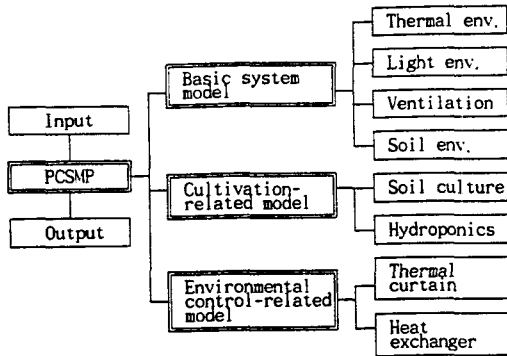 Input
PCSMP
Output
Basic system
model
Cultivation-
related model
Environmental
control-related
model
Thermal env.
Light env.
Ventilation
Soil env.
Soil culture
Hydroponics
Thermal
curtain
Heat
exchanger